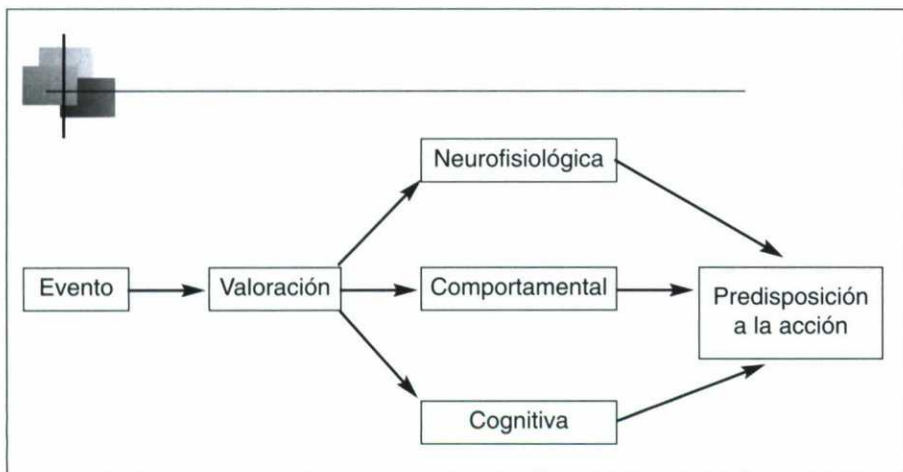 Neurofisiológica
Evento
Valoración
Comportamental
Predisposición
a la acción
Cognitiva